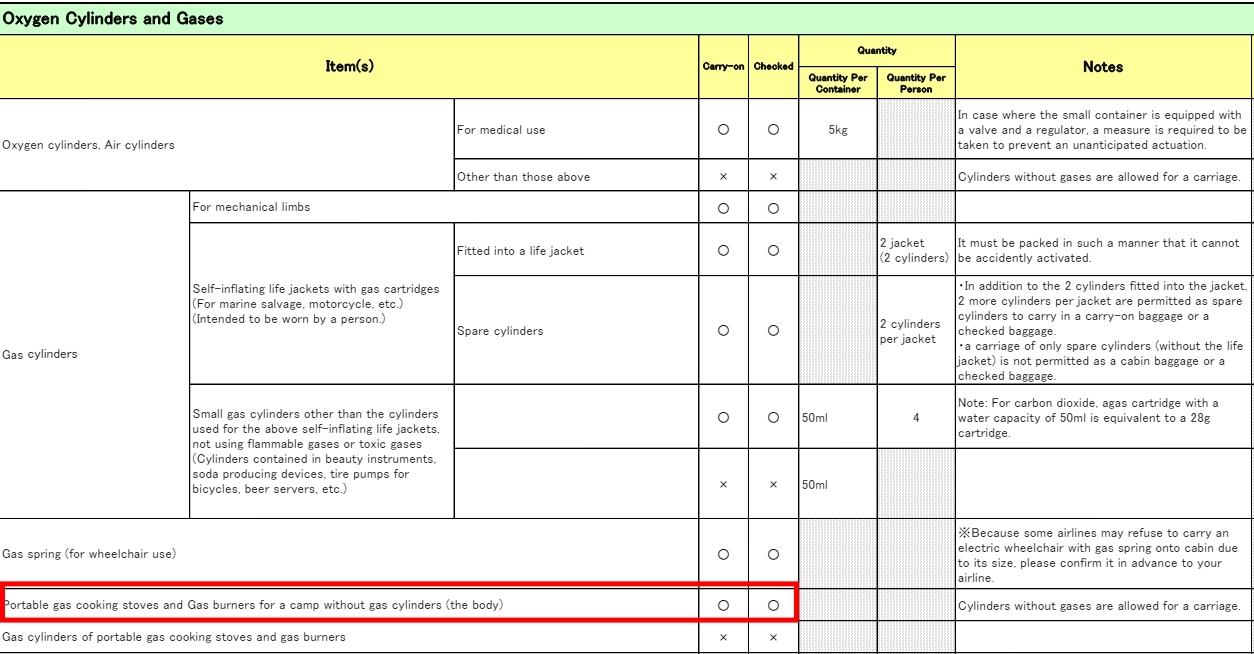 Oxygen Cylinders and Gases
Item(s)
Carry-on
Checked
Quantity
Quantity Per
Container
Quantity Per
Person
Notes
Oxygen cylinders, Air cylinders
For medical use
○
○
5kg
In case where the small container is equipped with
a valve and a regulator, a measure is required to be
taken to prevent an unanticipated actuation.
Other than those above
×
×
Cylinders without gases are allowed for a carriage.
Gas cylinders
For mechanical limbs
○
○
Self-inflating life jackets with gas cartridges
(For marine salvage, motorcycle, etc.)
(Intended to be worn by a person.)
Fitted into a life jacket
○
○
2 jacket
(2 cylinders)
It must be packed in such a manner that it cannot
be accidently activated.
Spare cylinders
○
○
2 cylinders
per jacket
・In addition to the 2 cylinders fitted into the jacket,
2 more cylinders per jacket are permitted as spare
cylinders to carry in a carry-on baggage or a
checked baggage.
・a carriage of only spare cylinders (without the life
jacket) is not permitted as a cabin baggage or a
checked baggage.
Small gas cylinders other than the cylinders
used for the above self-inflating life jackets,
not using flammable gases or toxic gases
(Cylinders contained in beauty instruments,
soda producing devices, tire pumps for
bicycles, beer servers, etc.)
○
○
50ml
4
Note: For carbon dioxide, agas cartridge with a
water capacity of 50ml is equivalent to a 28g
cartridge.
×
×
50ml
Gas spring (for wheelchair use)
○
○
※Because some airlines may refuse to carry an
electric wheelchair with gas spring onto cabin due
to its size, please confirm it in advance to your
airline.
Portable gas cooking stoves and Gas burners for a camp without gas cylinders (the body)
○
○
Cylinders without gases are allowed for a carriage.
Gas cylinders of portable gas cooking stoves and gas burners
×
×